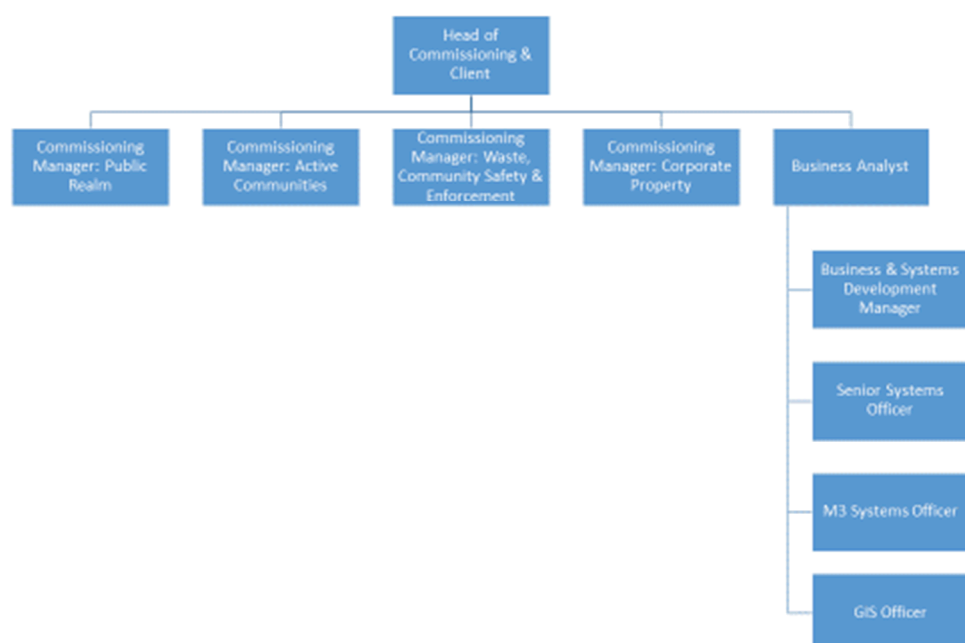 Head of
Commissioning &
Client
Commissioning
Manager: Public
Realm
Commissioning
Manager: Active
Communities
Commissioning
Manager: Waste,
Community Safety &
Enforcement
Commissioning
Manager: Corporate
Property
Business Analyst
Business & Systems
Development
Manager
Senior Systems
Officer
M3 Systems Officer
GIS Officer